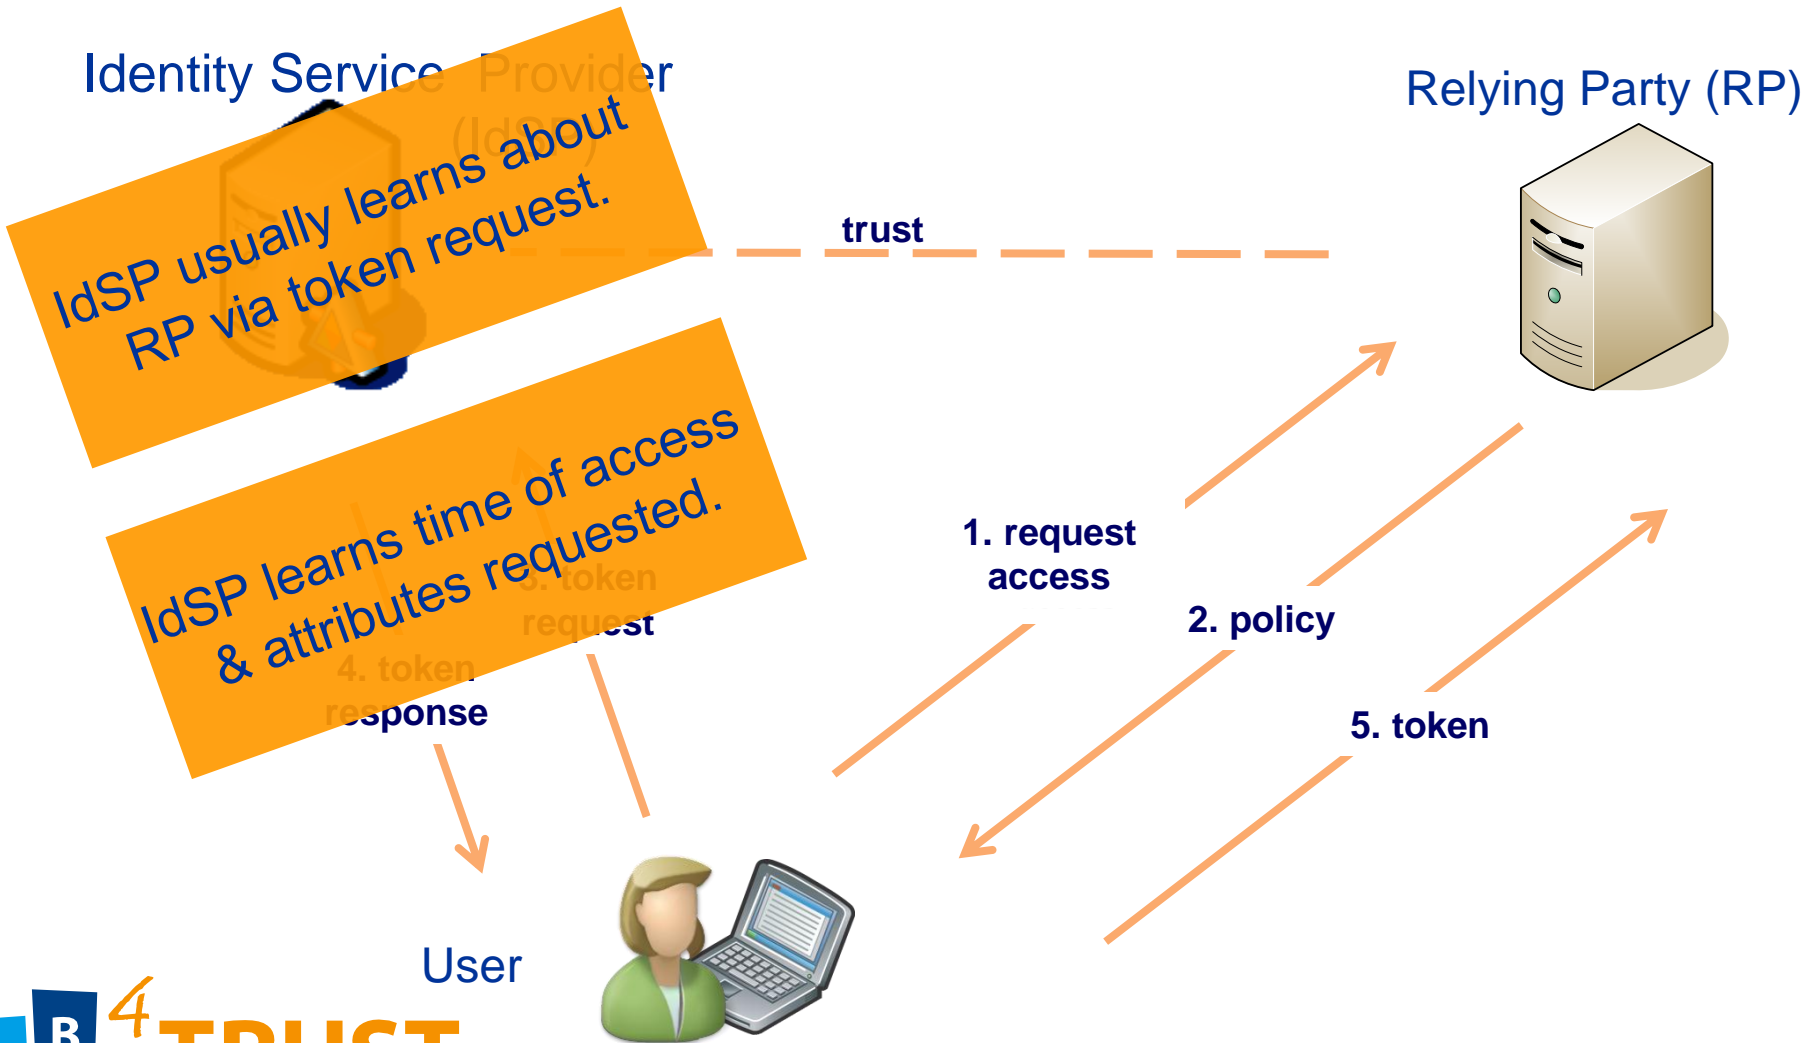 Identity Service Provider
(IdSP)
Relying Party (RP)
IdSP usually learns about
RP via token request.
trust
IdSP learns time of access
& attributes requested.
1. request
access
2. policy
3. token
request
4. token
response
5. token
User
B 4 TRUST